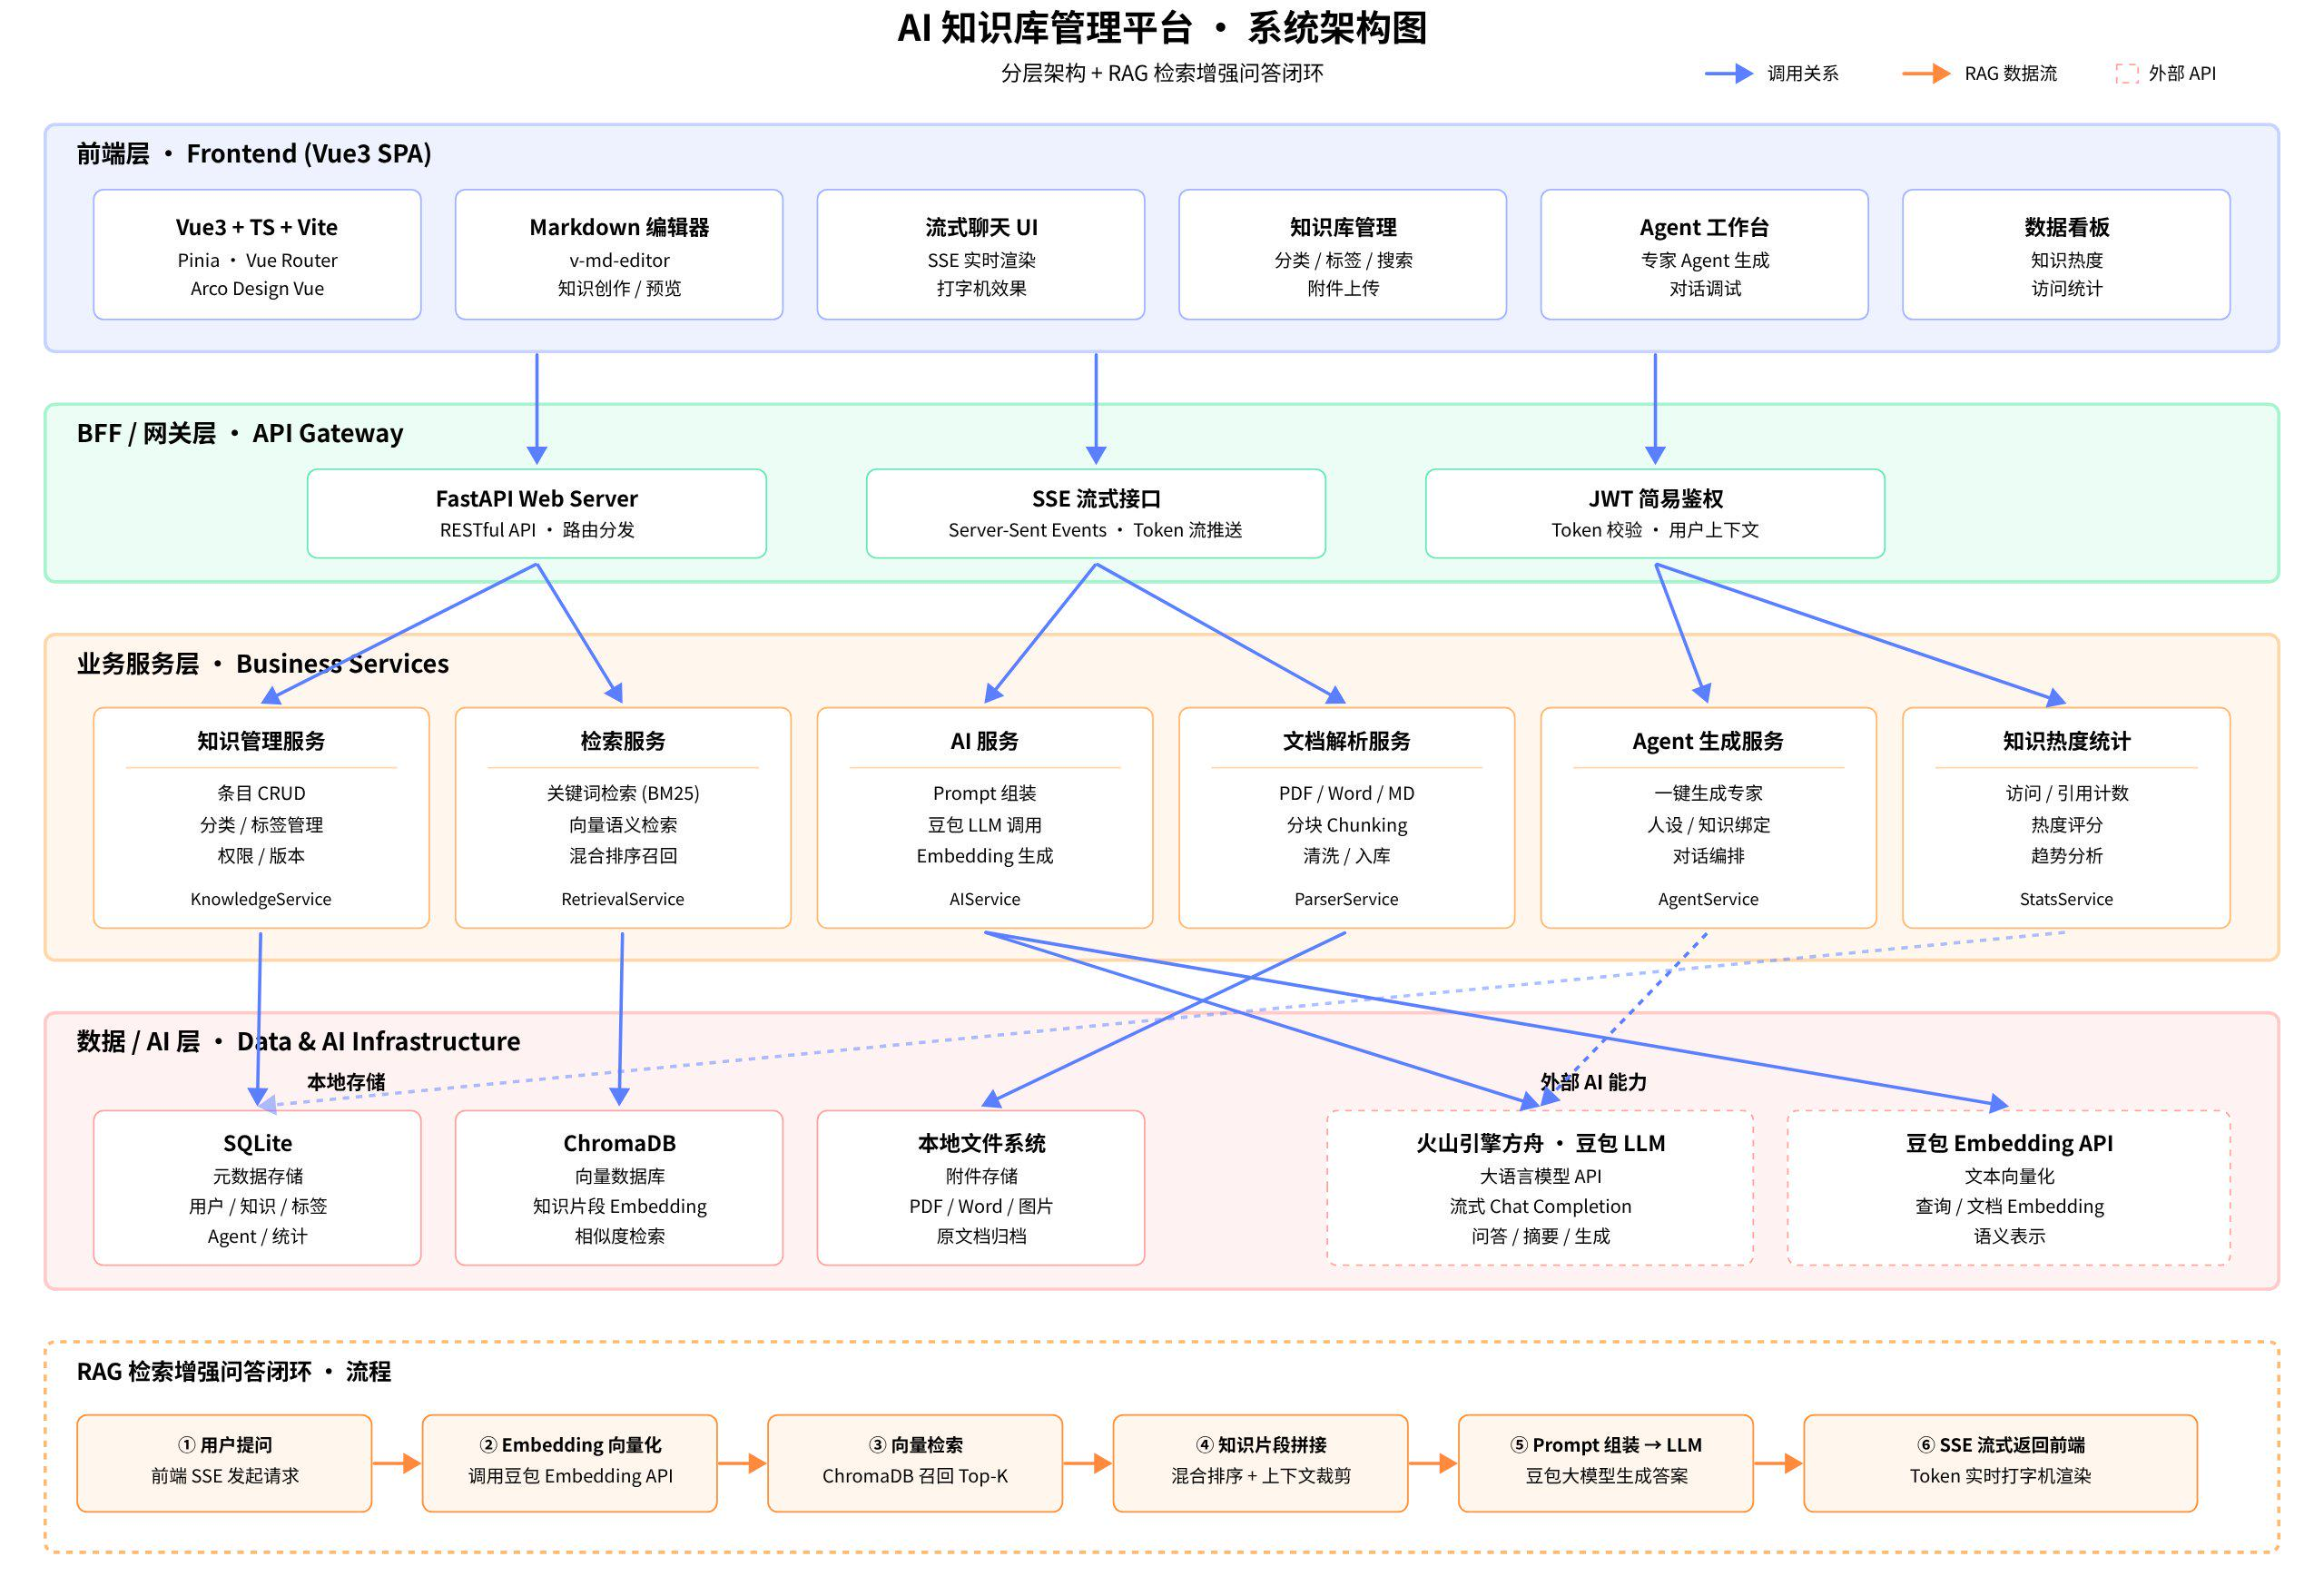 AI 知识库管理平台 · 系统架构图
分层架构 + RAG 检索增强问答闭环
调用关系
RAG 数据流
外部 API
前端层 · Frontend (Vue3 SPA)
Vue3 + TS + Vite
Pinia · Vue Router
Arco Design Vue
Markdown 编辑器
v-md-editor
知识创作 / 预览
流式聊天 UI
SSE 实时渲染
打字机效果
知识库管理
分类 / 标签 / 搜索
附件上传
Agent 工作台
专家 Agent 生成
对话调试
数据看板
知识热度
访问统计
BFF / 网关层 · API Gateway
FastAPI Web Server
RESTful API · 路由分发
SSE 流式接口
Server-Sent Events · Token 流推送
JWT 简易鉴权
Token 校验 · 用户上下文
业务服务层 · Business Services
知识管理服务
条目 CRUD
分类 / 标签管理
权限 / 版本
KnowledgeService
检索服务
关键词检索 (BM25)
向量语义检索
混合排序召回
RetrievalService
AI 服务
Prompt 组装
豆包 LLM 调用
Embedding 生成
AIService
文档解析服务
PDF / Word / MD
分块 Chunking
清洗 / 入库
ParserService
Agent 生成服务
一键生成专家
人设 / 知识绑定
对话编排
AgentService
知识热度统计
访问 / 引用计数
热度评分
趋势分析
StatsService
数据 / AI 层 · Data & AI Infrastructure
本地存储
外部 AI 能力
SQLite
元数据存储
用户 / 知识 / 标签
Agent / 统计
ChromaDB
向量数据库
知识片段 Embedding
相似度检索
本地文件系统
附件存储
PDF / Word / 图片
原文档归档
火山引擎方舟 · 豆包 LLM
大语言模型 API
流式 Chat Completion
问答 / 摘要 / 生成
豆包 Embedding API
文本向量化
查询 / 文档 Embedding
语义表示
RAG 检索增强问答闭环 · 流程
① 用户提问
前端 SSE 发起请求
② Embedding 向量化
调用豆包 Embedding API
③ 向量检索
ChromaDB 召回 Top-K
④ 知识片段拼接
混合排序 + 上下文裁剪
⑤ Prompt 组装 → LLM
豆包大模型生成答案
⑥ SSE 流式返回前端
Token 实时打字机渲染